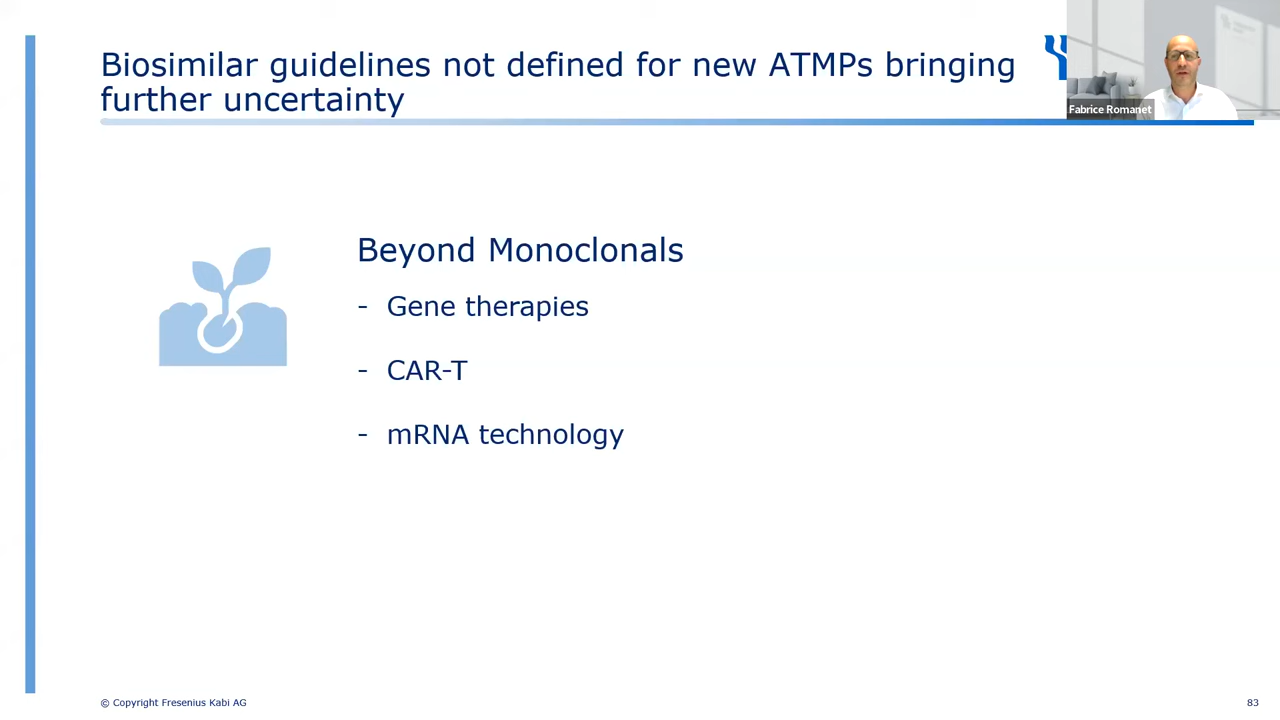 Biosimilar guidelines not defined for new ATMPs bringing
further uncertainty
Fabrice Romanet
Beyond Monoclonals
- Gene therapies
- CAR-T
- mRNA technology
© Copyright Fresenius Kabi AG
83